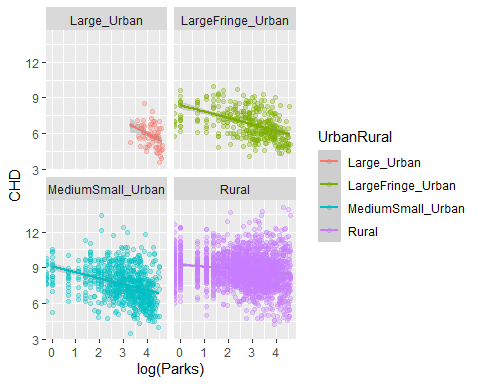 Large_Urban LargeFringe_Urban
12
9
6
3
MediumSmall_Urban Rural
12
9
6
3
0 1 2 3 4 0 1 2 3 4
log(Parks)
CHD
UrbanRural
Large_Urban
LargeFringe_Urban
MediumSmall_Urban
Rural